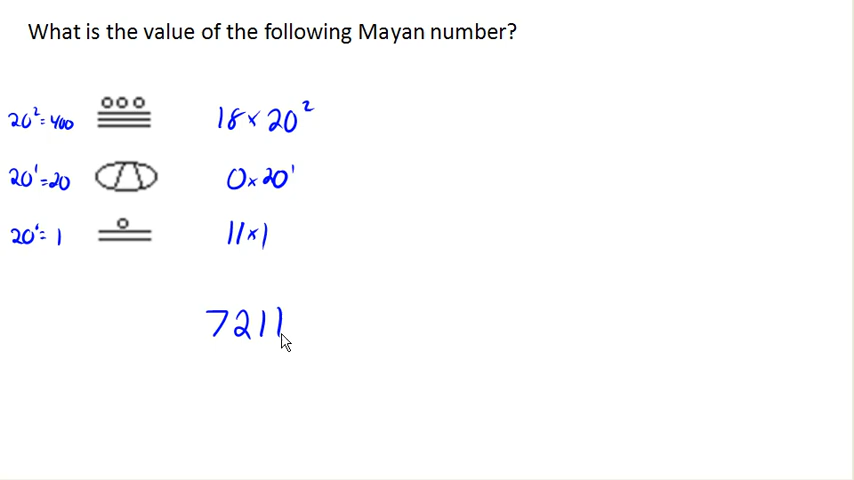 What is the value of the following Mayan number?
20²=400 18×20²
20¹=20 0×20¹
20⁰=1 11×1
7211